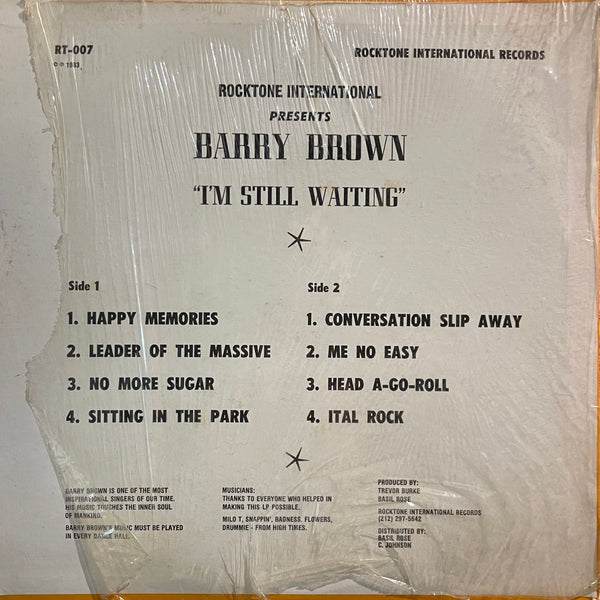 RT-007
ROCKTONE INTERNATIONAL RECORDS
© ℗ 1983
ROCKTONE INTERNATIONAL
PRESENTS
BARRY BROWN
"I'M STILL WAITING"
Side 1
1. HAPPY MEMORIES
2. LEADER OF THE MASSIVE
3. NO MORE SUGAR
4. SITTING IN THE PARK
Side 2
1. CONVERSATION SLIP AWAY
2. ME NO EASY
3. HEAD A-GO-ROLL
4. ITAL ROCK
BARRY BROWN IS ONE OF THE MOST
INSPIRATIONAL SINGERS OF OUR TIME.
HIS MUSIC TOUCHES THE INNER SOUL
OF MANKIND.
BARRY BROWN'S MUSIC MUST BE PLAYED
IN EVERY DANCE HALL.
MUSICIANS:
THANKS TO EVERYONE WHO HELPED IN
MAKING THIS LP POSSIBLE.
MILO T, SNAPPIN', BADNESS, FLOWERS,
DRUMMIE - FROM HIGH TIMES.
PRODUCED BY:
TREVOR BURKE
BASIL ROSE
ROCKTONE INTERNATIONAL RECORDS
(212) 297-5642
DISTRIBUTED BY:
BASIL ROSE
C. JOHNSON